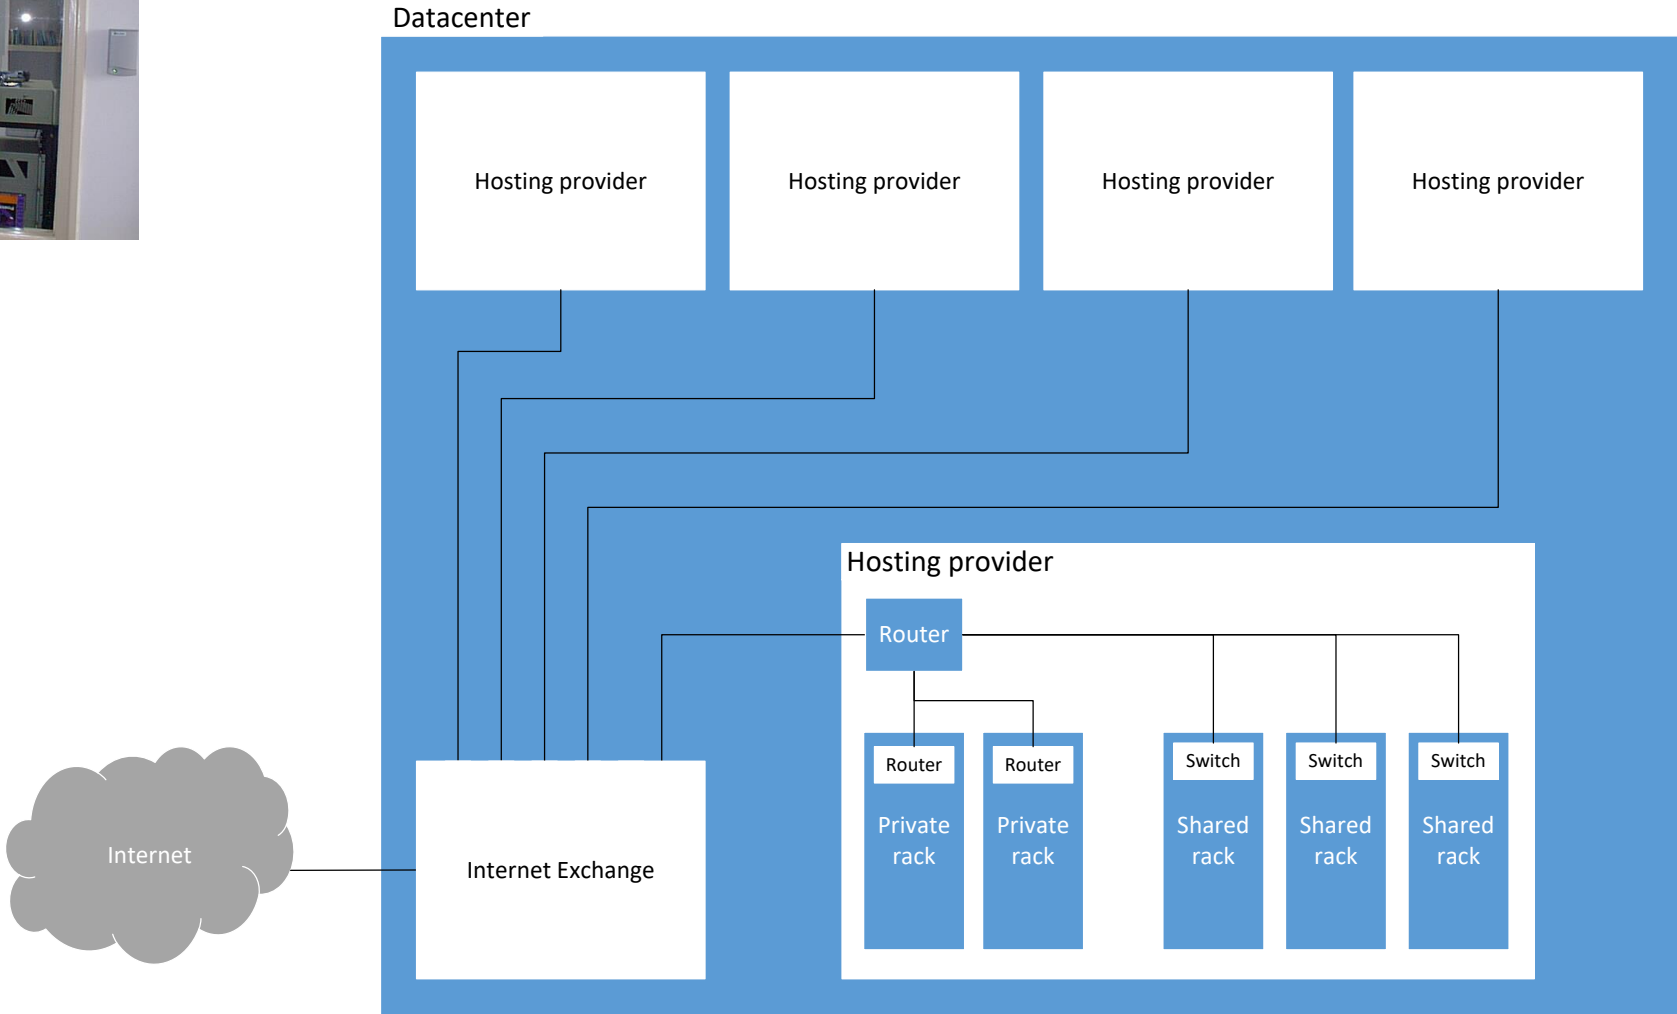 Datacenter
Hosting provider
Hosting provider
Hosting provider
Hosting provider
Hosting provider
Router
Router
Router
Switch
Switch
Switch
Private
rack
Private
rack
Shared
rack
Shared
rack
Shared
rack
Internet
Internet Exchange